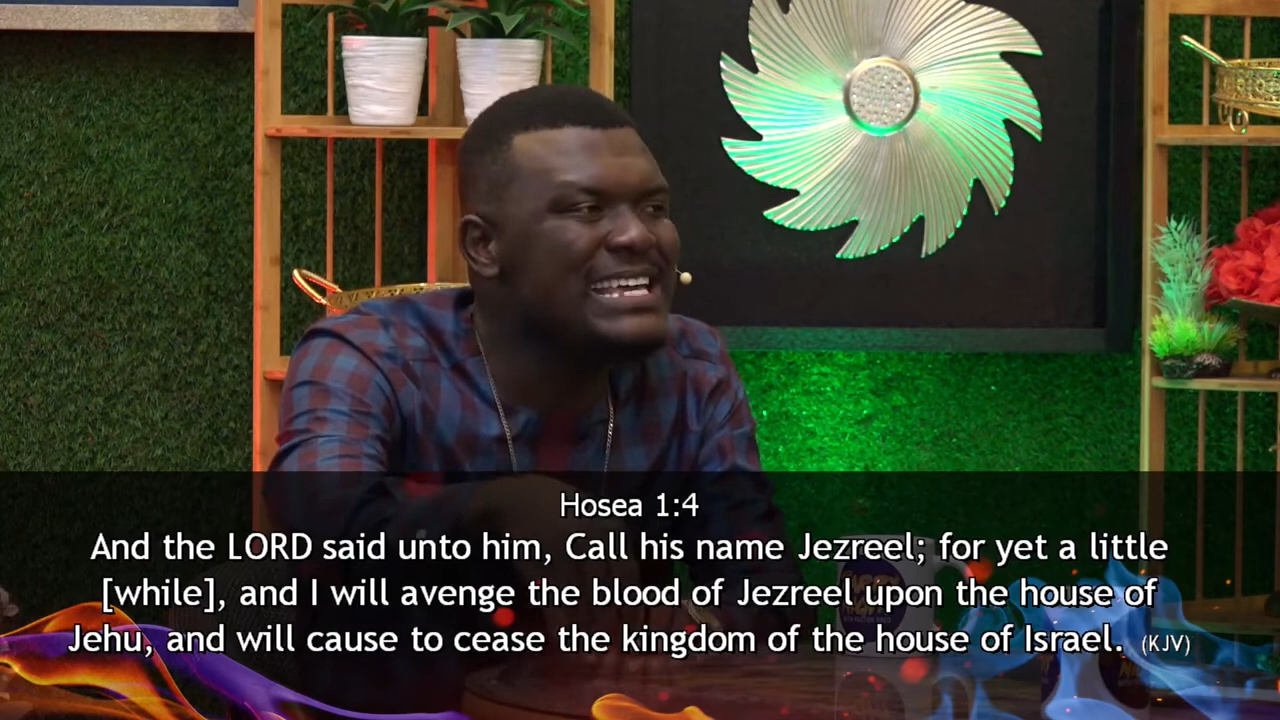 Hosea 1:4
And the LORD said unto him, Call his name Jezreel; for yet a little
[while], and I will avenge the blood of Jezreel upon the house of
Jehu, and will cause to cease the kingdom of the house of Israel. (KJV)